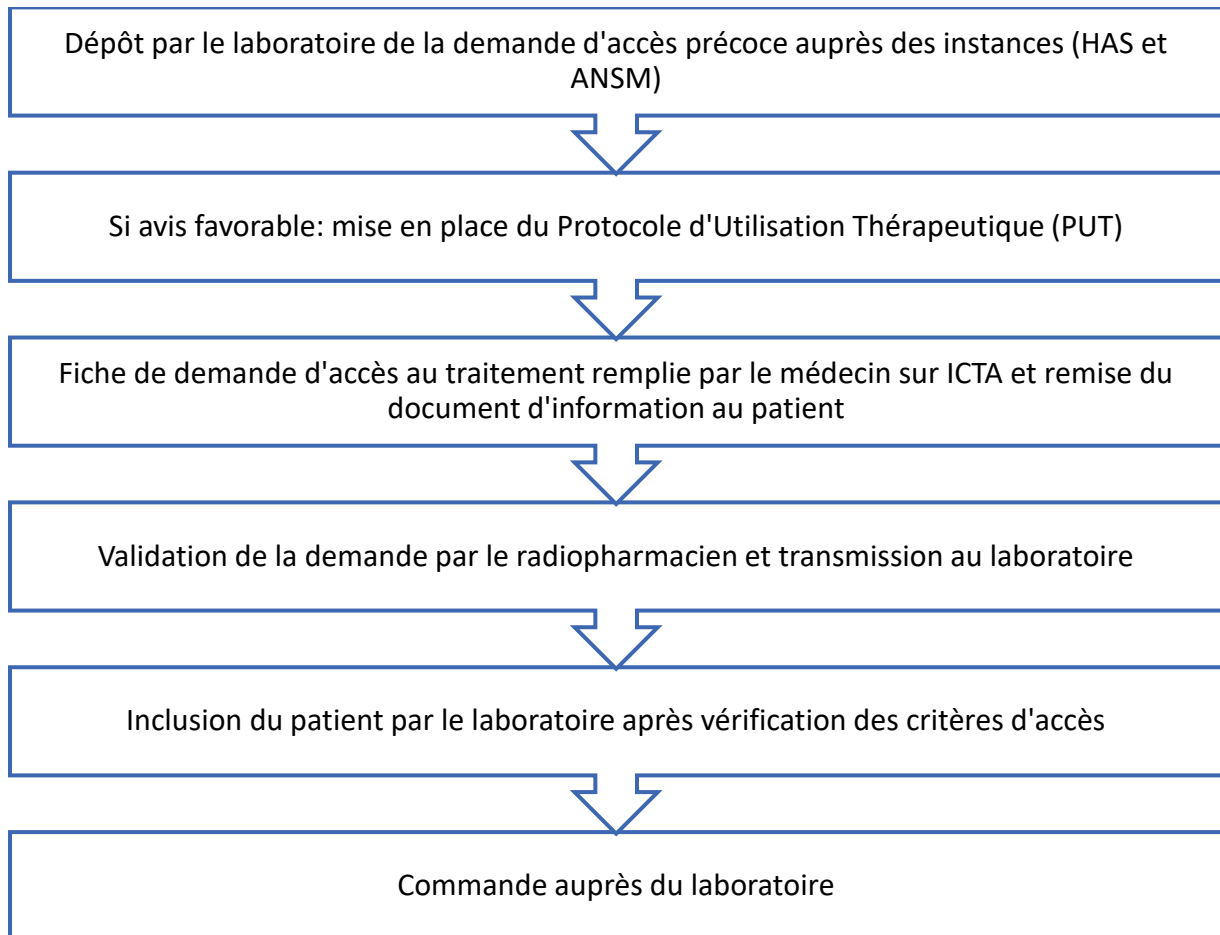 Dépôt par le laboratoire de la demande d'accès précoce auprès des instances (HAS et
ANSM)
Si avis favorable: mise en place du Protocole d'Utilisation Thérapeutique (PUT)
Fiche de demande d'accès au traitement remplie par le médecin sur ICTA et remise du
document d'information au patient
Validation de la demande par le radiopharmacien et transmission au laboratoire
Inclusion du patient par le laboratoire après vérification des critères d'accès
Commande auprès du laboratoire